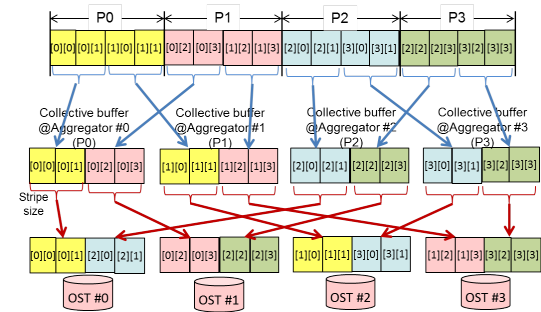 P0 P1 P2 P3
[0][0] [0][1] [1][0] [1][1] [0][2] [0][3] [1][2] [1][3] [2][0] [2][1] [3][0] [3][1] [2][2] [2][3] [3][2] [3][3]
Collective buffer Collective buffer Collective buffer Collective buffer
@Aggregator #0 @Aggregator #1 @Aggregator #2 @Aggregator #3
(P0) (P1) (P2) (P3)
[0][0] [0][1] [0][2] [0][3] [1][0] [1][1] [1][2] [1][3] [2][0] [2][1] [2][2] [2][3] [3][0] [3][1] [3][2] [3][3]
Stripe
size
[0][0] [0][1] [2][0] [2][1] [0][2] [0][3] [2][2] [2][3] [1][0] [1][1] [3][0] [3][1] [1][2] [1][3] [3][2] [3][3]
OST #0 OST #1 OST #2 OST #3